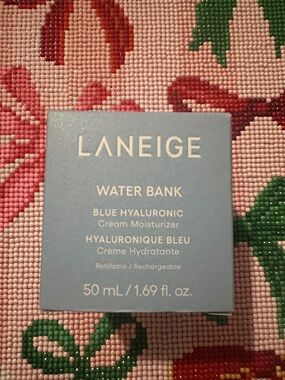 LANEIGE
WATER BANK
BLUE HYALURONIC
Cream Moisturizer
HYALURONIQUE BLEU
Crème Hydratante
Refillable / Rechargeable
50 mL / 1.69 fl. oz.